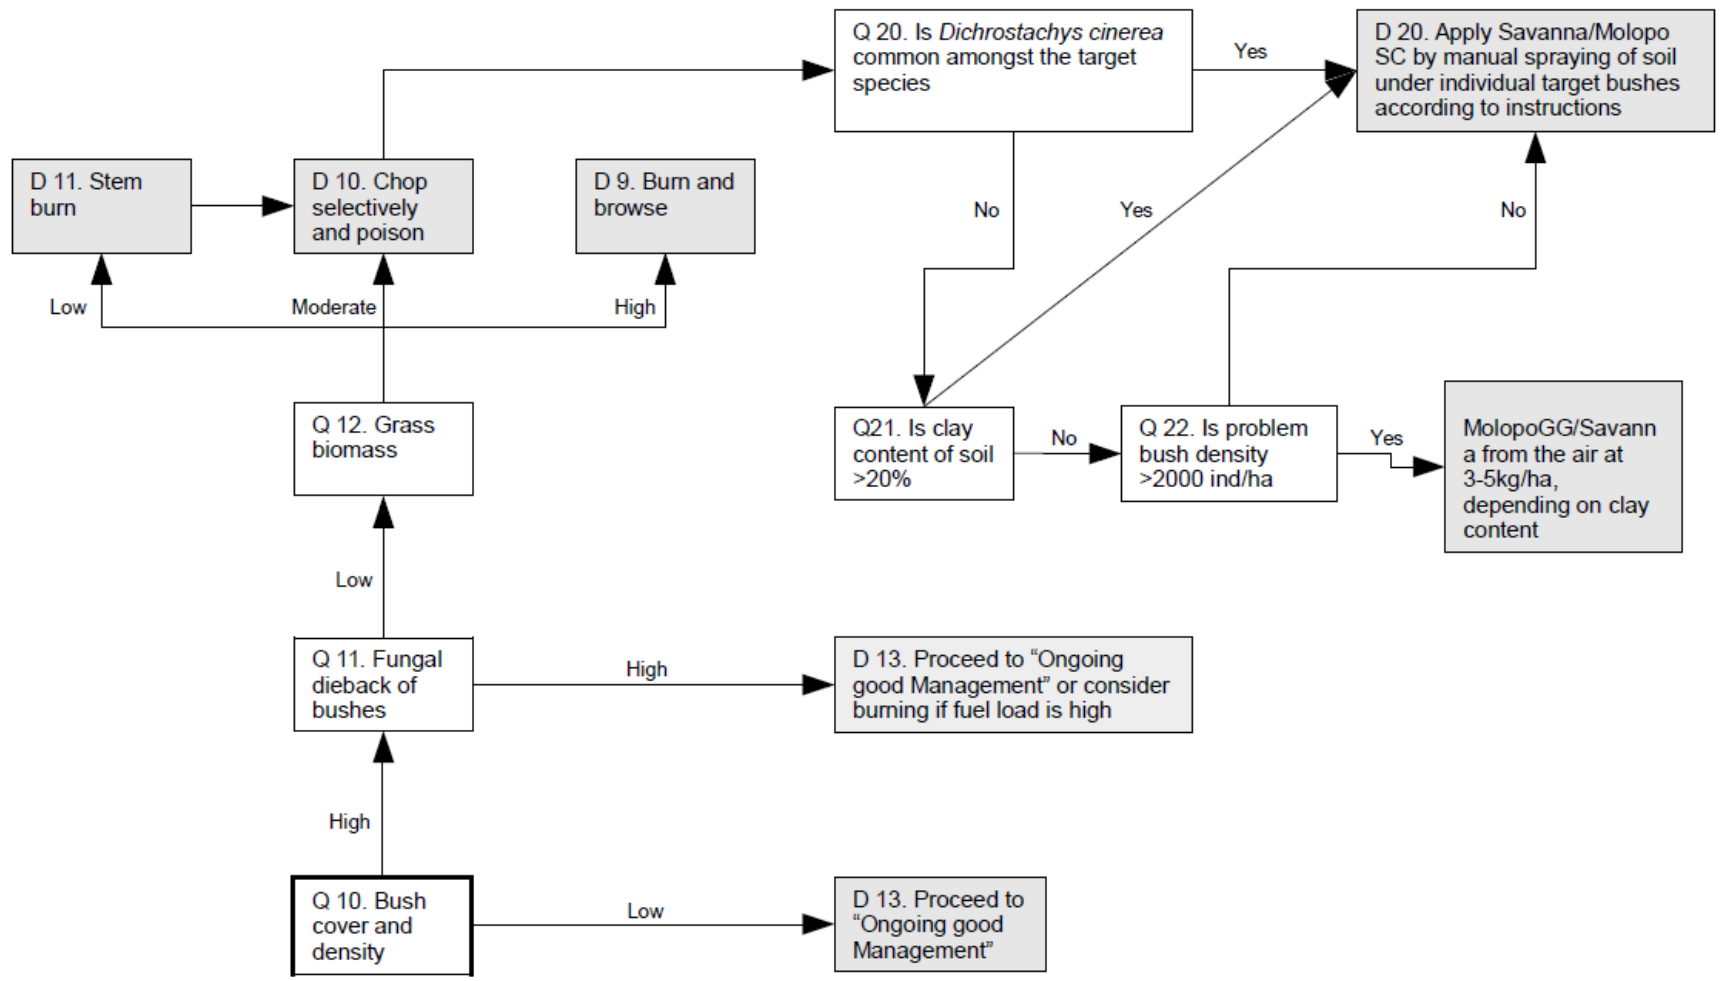 Q 20. Is Dichrostachys cinerea
common amongst the target
species
Yes
D 20. Apply Savanna/Molopo
SC by manual spraying of soil
under individual target bushes
according to instructions
D 11. Stem
burn
D 10. Chop
selectively
and poison
D 9. Burn and
browse
No
Yes
No
Low
Moderate
High
Q 12. Grass
biomass
Q21. Is clay
content of soil
>20%
No
Q 22. Is problem
bush density
>2000 ind/ha
Yes
MolopoGG/Savann
a from the air at
3-5kg/ha,
depending on clay
content
Low
Q 11. Fungal
dieback of
bushes
High
D 13. Proceed to “Ongoing
good Management” or consider
burning if fuel load is high
High
Q 10. Bush
cover and
density
Low
D 13. Proceed to
“Ongoing good
Management”